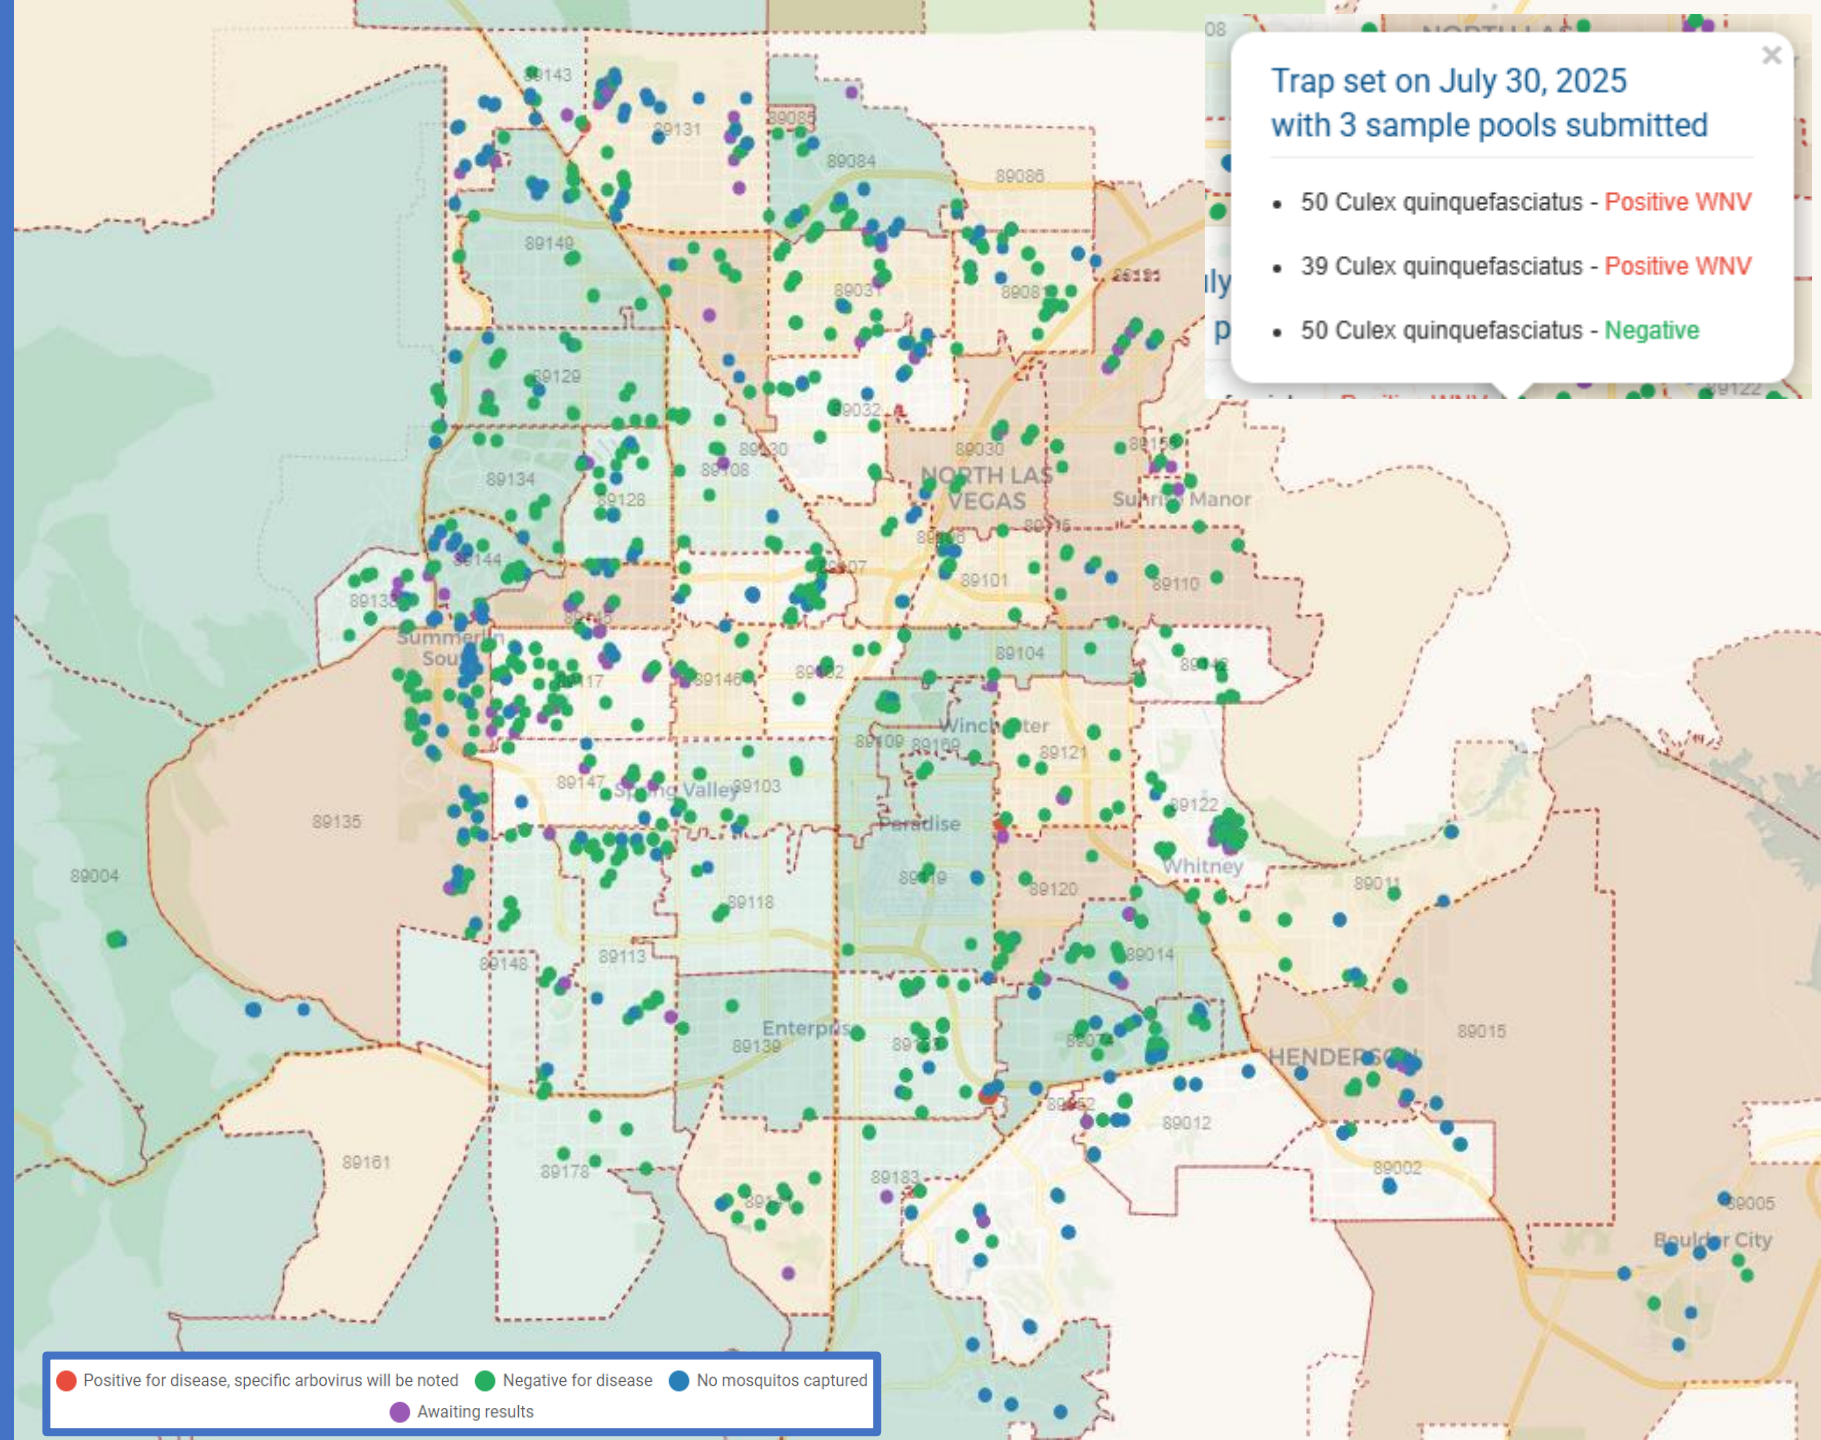 08
NORTH LAS
Trap set on July 30, 2025
with 3 sample pools submitted
×
50 Culex quinquefasciatus - Positive WNV
39 Culex quinquefasciatus - Positive WNV
50 Culex quinquefasciatus - Negative
89122
89143
89131
89085
89084
89086
89149
89031
89081
89129
89032
89130
89108
89030
NORTH LAS
VEGAS
89134
89128
Sunrise Manor
89144
89101
89110
Summerlin
89104
89117
89146
Winchester
89109
89169
89121
89147
Spring Valley
89103
89122
Paradise
89135
Whitney
89004
89119
89120
89011
89118
89148
89113
89014
Enterprise
89139
HENDERSON
89015
89012
89161
89178
89183
89002
89005
Boulder City
Positive for disease, specific arbovirus will be noted
Negative for disease
No mosquitos captured
Awaiting results